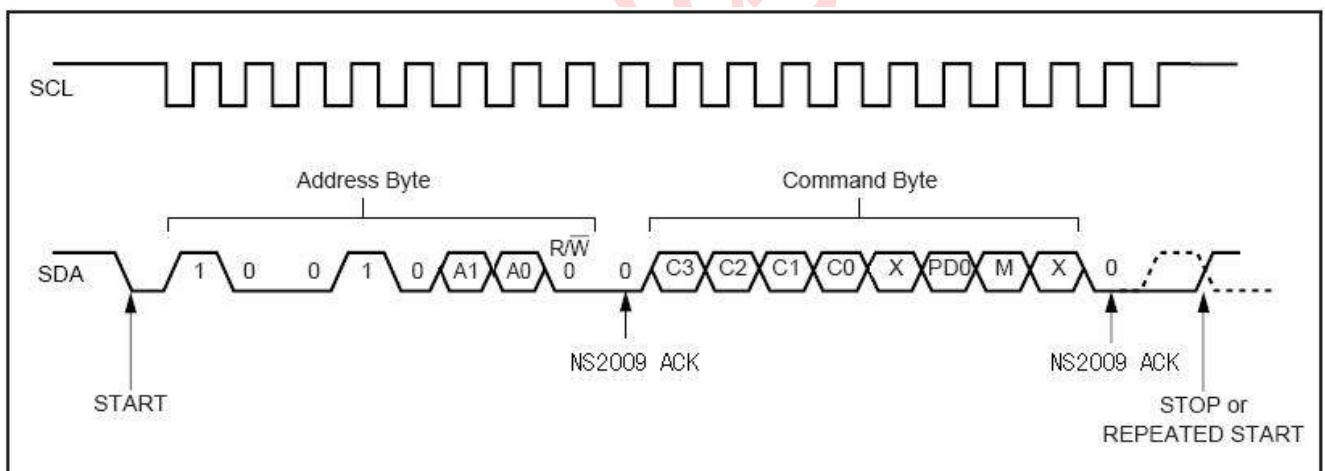 SCL
Address Byte
Command Byte
R/W̅
SDA
1 0 0 1 0 A1 A0 0 0 C3 C2 C1 C0 X PD0 M X 0
NS2009 ACK
NS2009 ACK
START
STOP or
REPEATED START